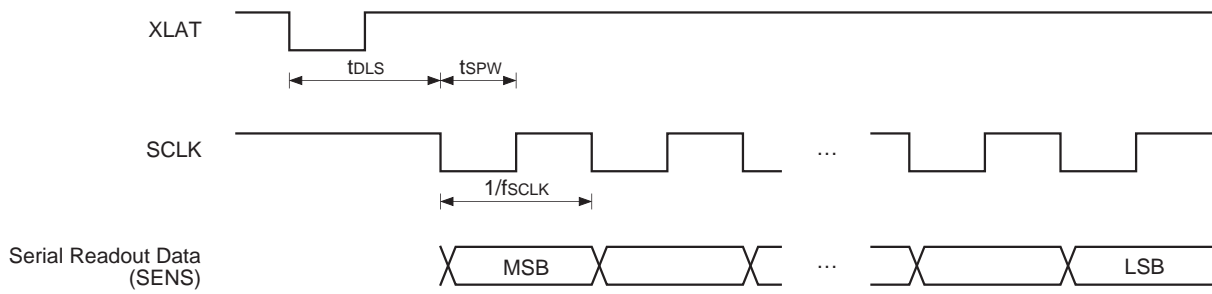 XLAT
tDLS
tSPW
SCLK
...
1/fSCLK
Serial Readout Data
(SENS)
MSB
...
LSB